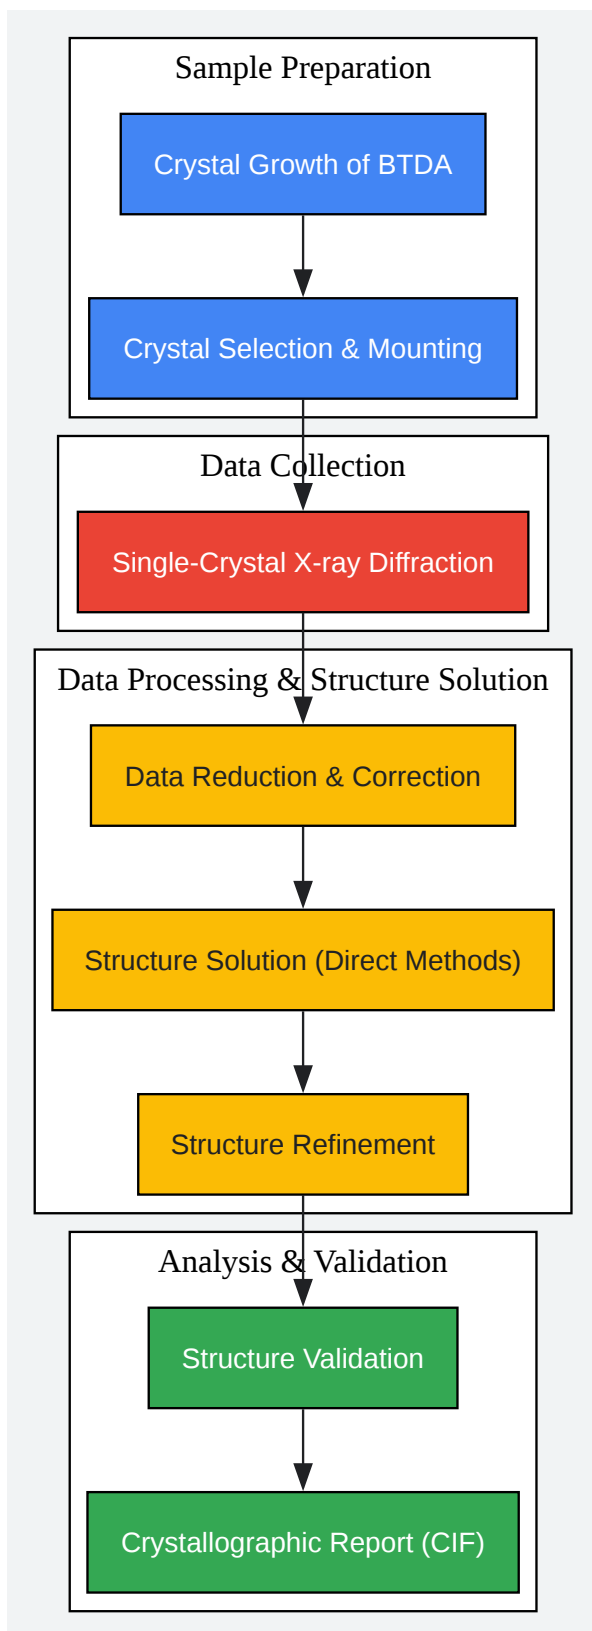 Sample Preparation
Crystal Growth of BTDA
Crystal Selection & Mounting
Data Collection
Single-Crystal X-ray Diffraction
Data Processing & Structure Solution
Data Reduction & Correction
Structure Solution (Direct Methods)
Structure Refinement
Analysis & Validation
Structure Validation
Crystallographic Report (CIF)